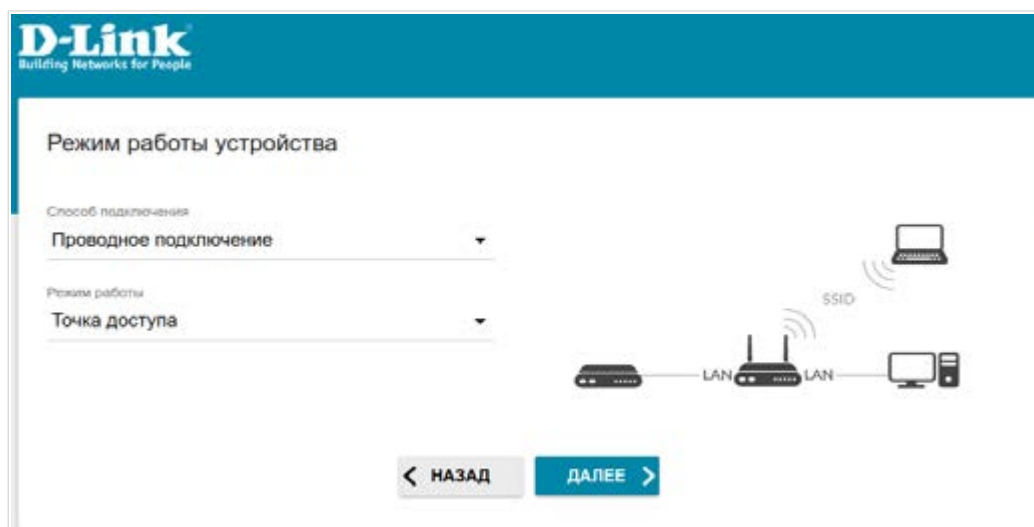 D-Link
Building Networks for People
Режим работы устройства
Способ подключения
Проводное подключение
Режим работы
Точка доступа
SSID
LAN
LAN
НАЗАД
ДАЛЕЕ